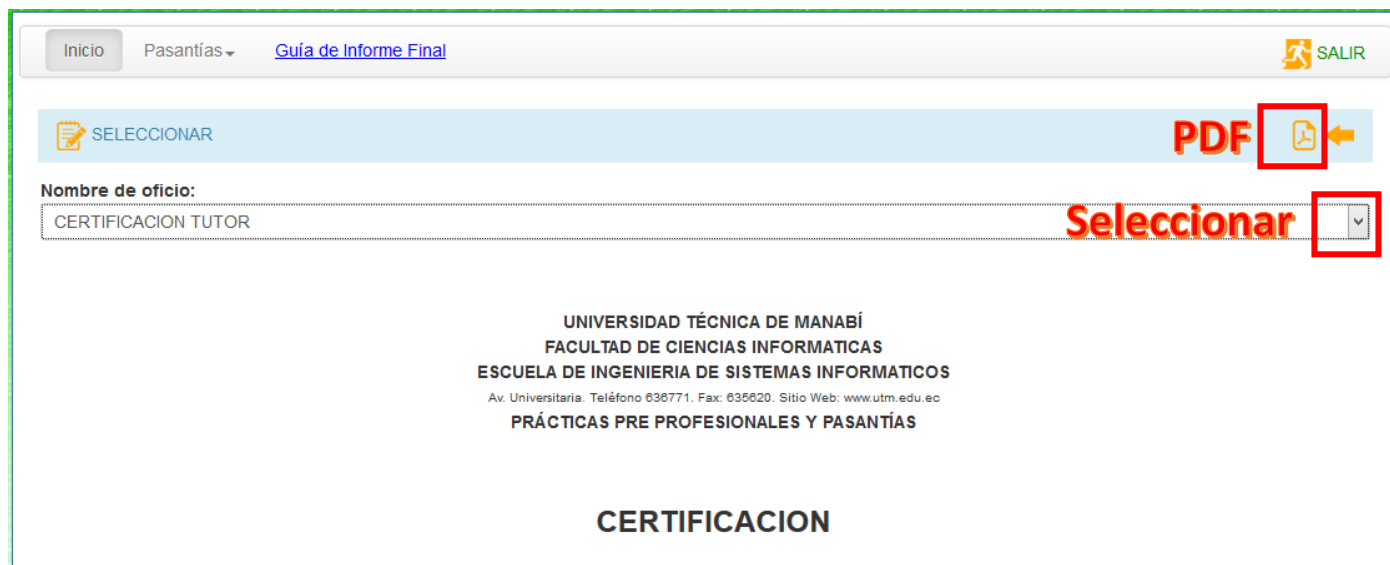 Inicio Pasantías Guía de Informe Final SALIR
SELECCIONAR PDF
Nombre de oficio:
CERTIFICACION TUTOR Seleccionar
UNIVERSIDAD TÉCNICA DE MANABÍ
FACULTAD DE CIENCIAS INFORMATICAS
ESCUELA DE INGENIERIA DE SISTEMAS INFORMATICOS
Av. Universitaria. Teléfono 636771. Fax: 635620. Sitio Web: www.utm.edu.ec
PRÁCTICAS PRE PROFESIONALES Y PASANTÍAS
CERTIFICACION